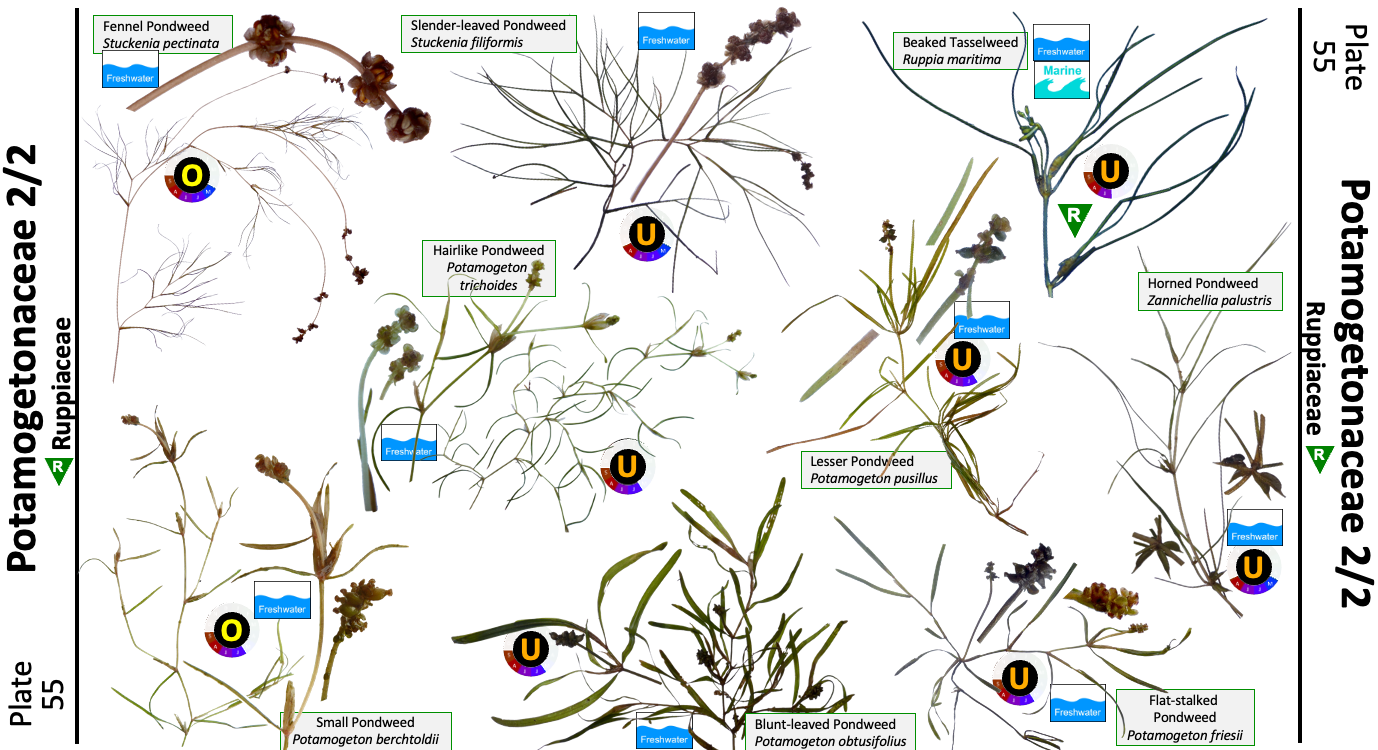 Potamogetonaceae 2/2
R Ruppiaceae
Plate
55
Fennel Pondweed
Stuckenia pectinata
Freshwater
O
Slender-leaved Pondweed
Stuckenia filiformis
Freshwater
U
Beaked Tasselweed
Ruppia maritima
Freshwater
Marine
U
R
Hairlike Pondweed
Potamogeton
trichoides
Freshwater
U
Lesser Pondweed
Potamogeton pusillus
Freshwater
U
Horned Pondweed
Zannichellia palustris
Freshwater
U
Small Pondweed
Potamogeton berchtoldii
Freshwater
O
Blunt-leaved Pondweed
Potamogeton obtusifolius
Freshwater
U
Flat-stalked
Pondweed
Potamogeton friesii
Freshwater
U
Plate
55
Potamogetonaceae 2/2
Ruppiaceae R